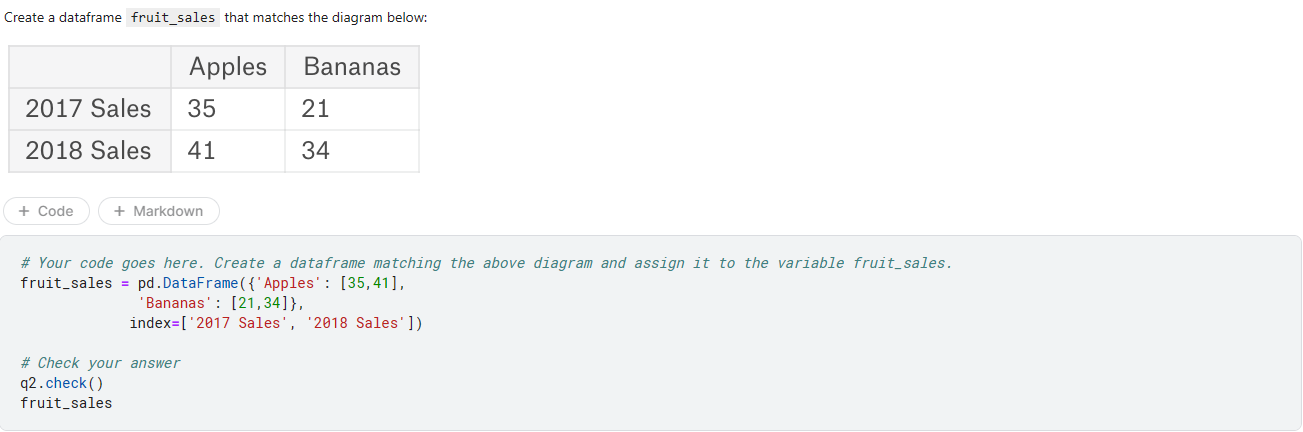 Create a dataframe fruit_sales that matches the diagram below:
Apples Bananas
2017 Sales 35 21
2018 Sales 41 34
+ Code + Markdown
# Your code goes here. Create a dataframe matching the above diagram and assign it to the variable fruit_sales.
fruit_sales = pd.DataFrame({'Apples': [35,41],
'Bananas': [21,34]},
index=['2017 Sales', '2018 Sales'])
# Check your answer
q2.check()
fruit_sales